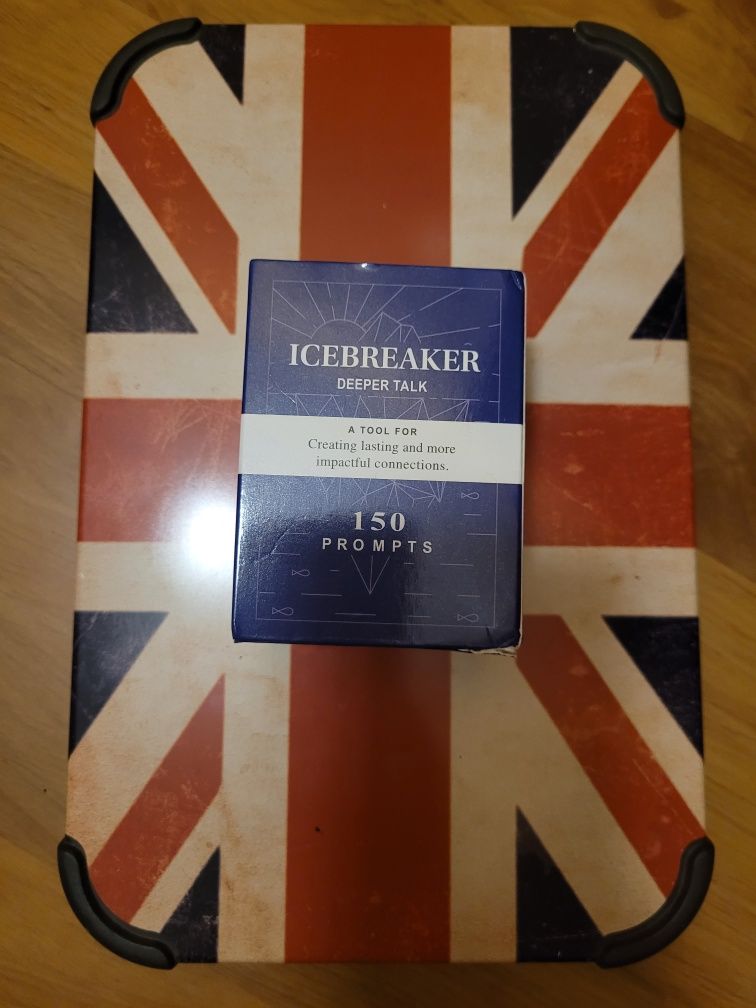 ICEBREAKER
DEEPER TALK
A TOOL FOR
Creating lasting and more
impactful connections.
150
PROMPTS